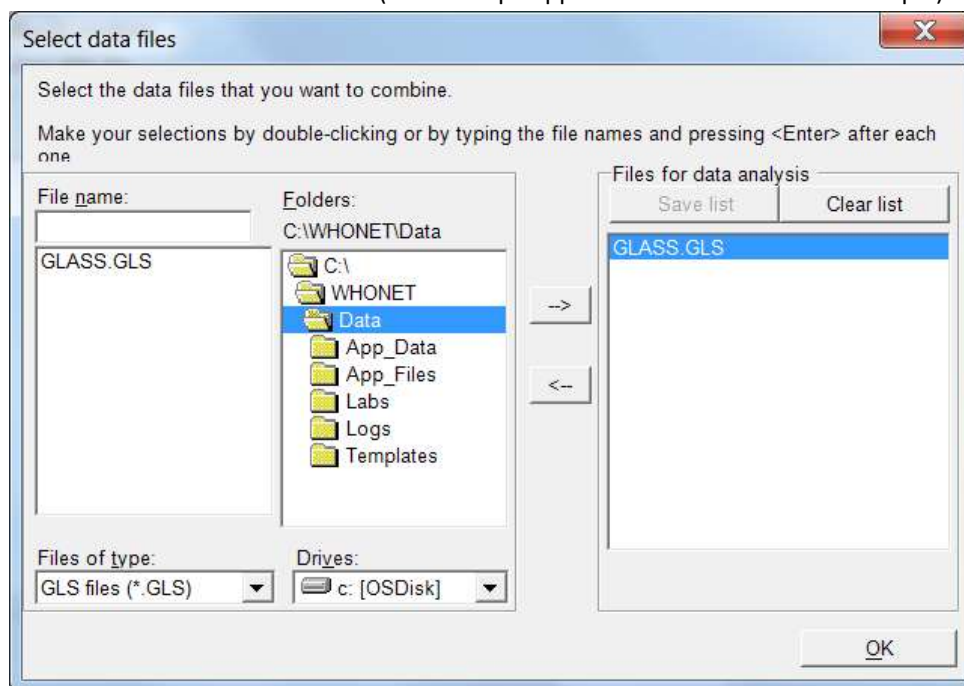 Select data files
X
Select the data files that you want to combine.
Make your selections by double-clicking or by typing the file names and pressing <Enter> after each
one
File name:
Folders:
C:\WHONET\Data
GLASS.GLS
C:\
WHONET
Data
App_Data
App_Files
Labs
Logs
Templates
Files of type:
Drives:
GLS files (*.GLS)
c: [OSDisk]
-->
<--
Files for data analysis
Save list
Clear list
GLASS.GLS
OK